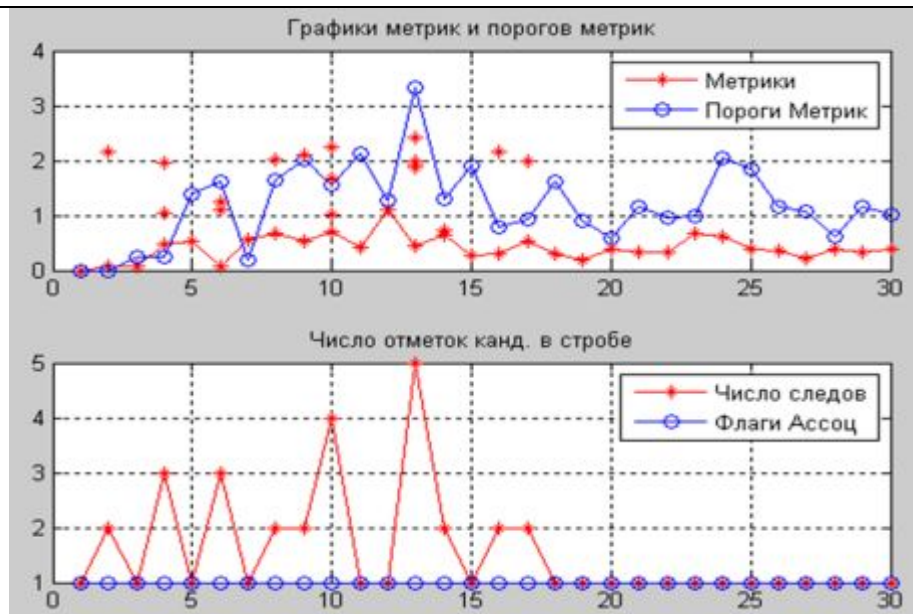 Графики метрик и порогов метрик
4
3
2
1
0
Метрики
Пороги Метрик
0 5 10 15 20 25 30
Число отметок канд. в стробе
5
4
3
2
1
Число следов
Флаги Ассоц
0 5 10 15 20 25 30